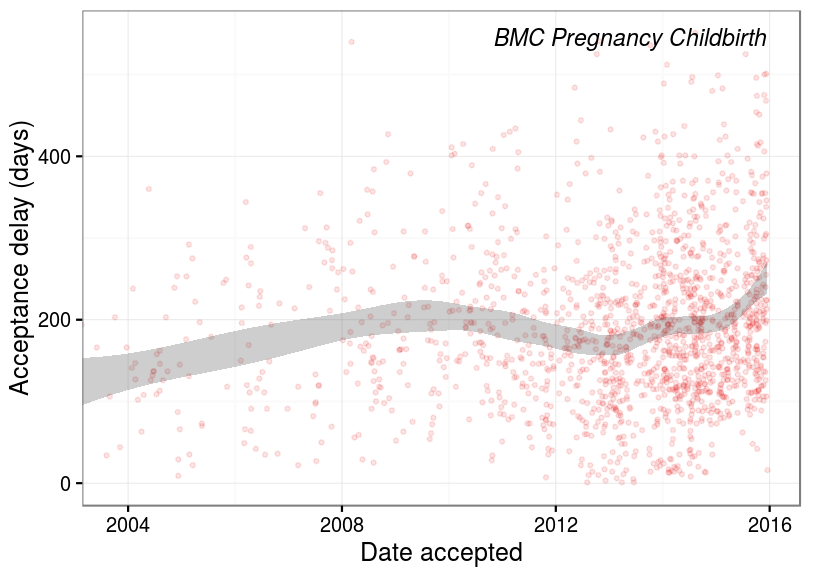 BMC Pregnancy Childbirth
Acceptance delay (days)
400
200
0
2004 2008 2012 2016
Date accepted